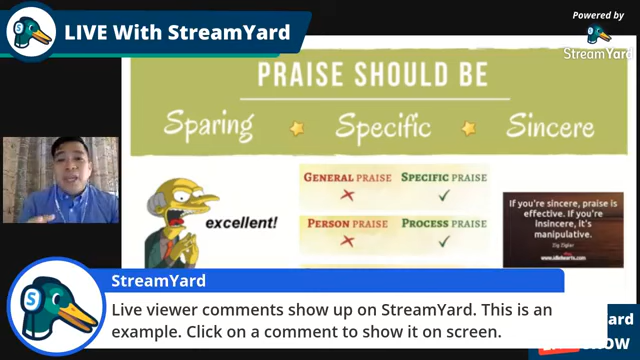 LIVE With StreamYard
Powered by
StreamYard
PRAISE SHOULD BE
Sparing Specific Sincere
GENERAL PRAISE SPECIFIC PRAISE
excellent!
PERSON PRAISE PROCESS PRAISE
If you're sincere, praise is
effective. If you're
insincere, it's
manipulative.
Zig Ziglar
StreamYard
Live viewer comments show up on StreamYard. This is an
example. Click on a comment to show it on screen.